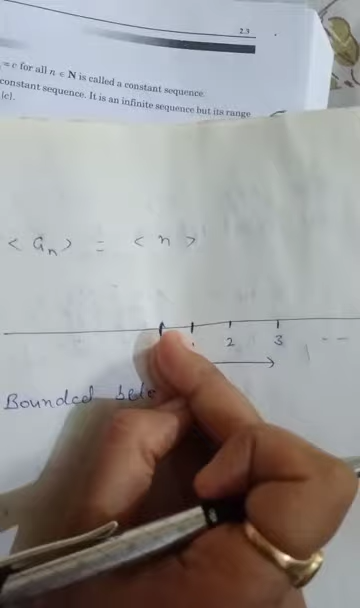 2.3
= c for all n ∈ N is called a constant sequence.
constant sequence. It is an infinite sequence but its range
{c}.
< an > = < n >
2 3 --
Bounded